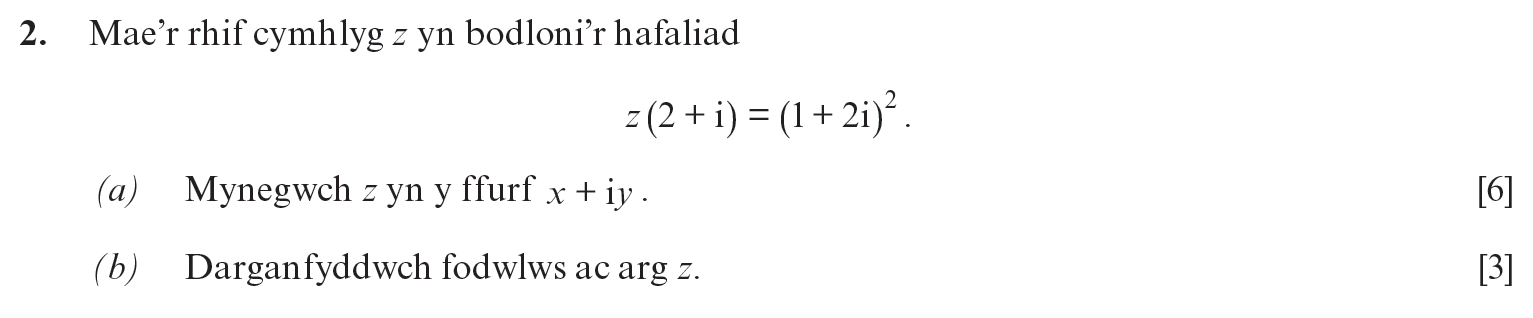 2. Mae'r rhif cymhlyg z yn bodloni'r hafaliad
z(2 + i) = (1 + 2i)².
(a) Mynegwch z yn y ffurf x + iy. [6]
(b) Darganfyddwch fodwlws ac arg z. [3]